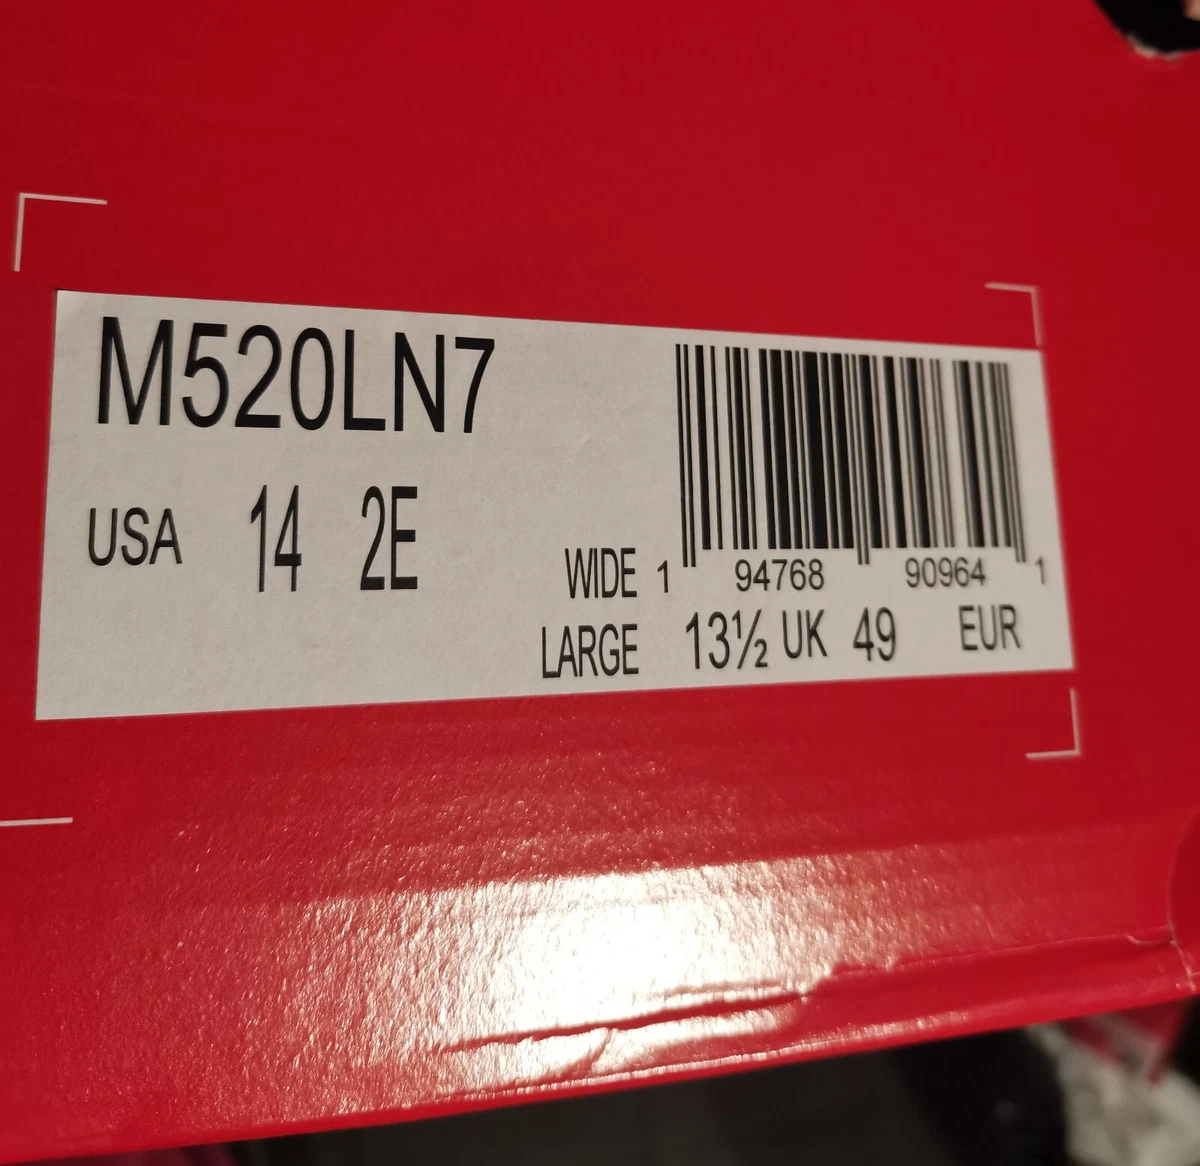 M520LN7
USA 14 2E
WIDE 1 94768 90964 1
LARGE 13½ UK 49 EUR